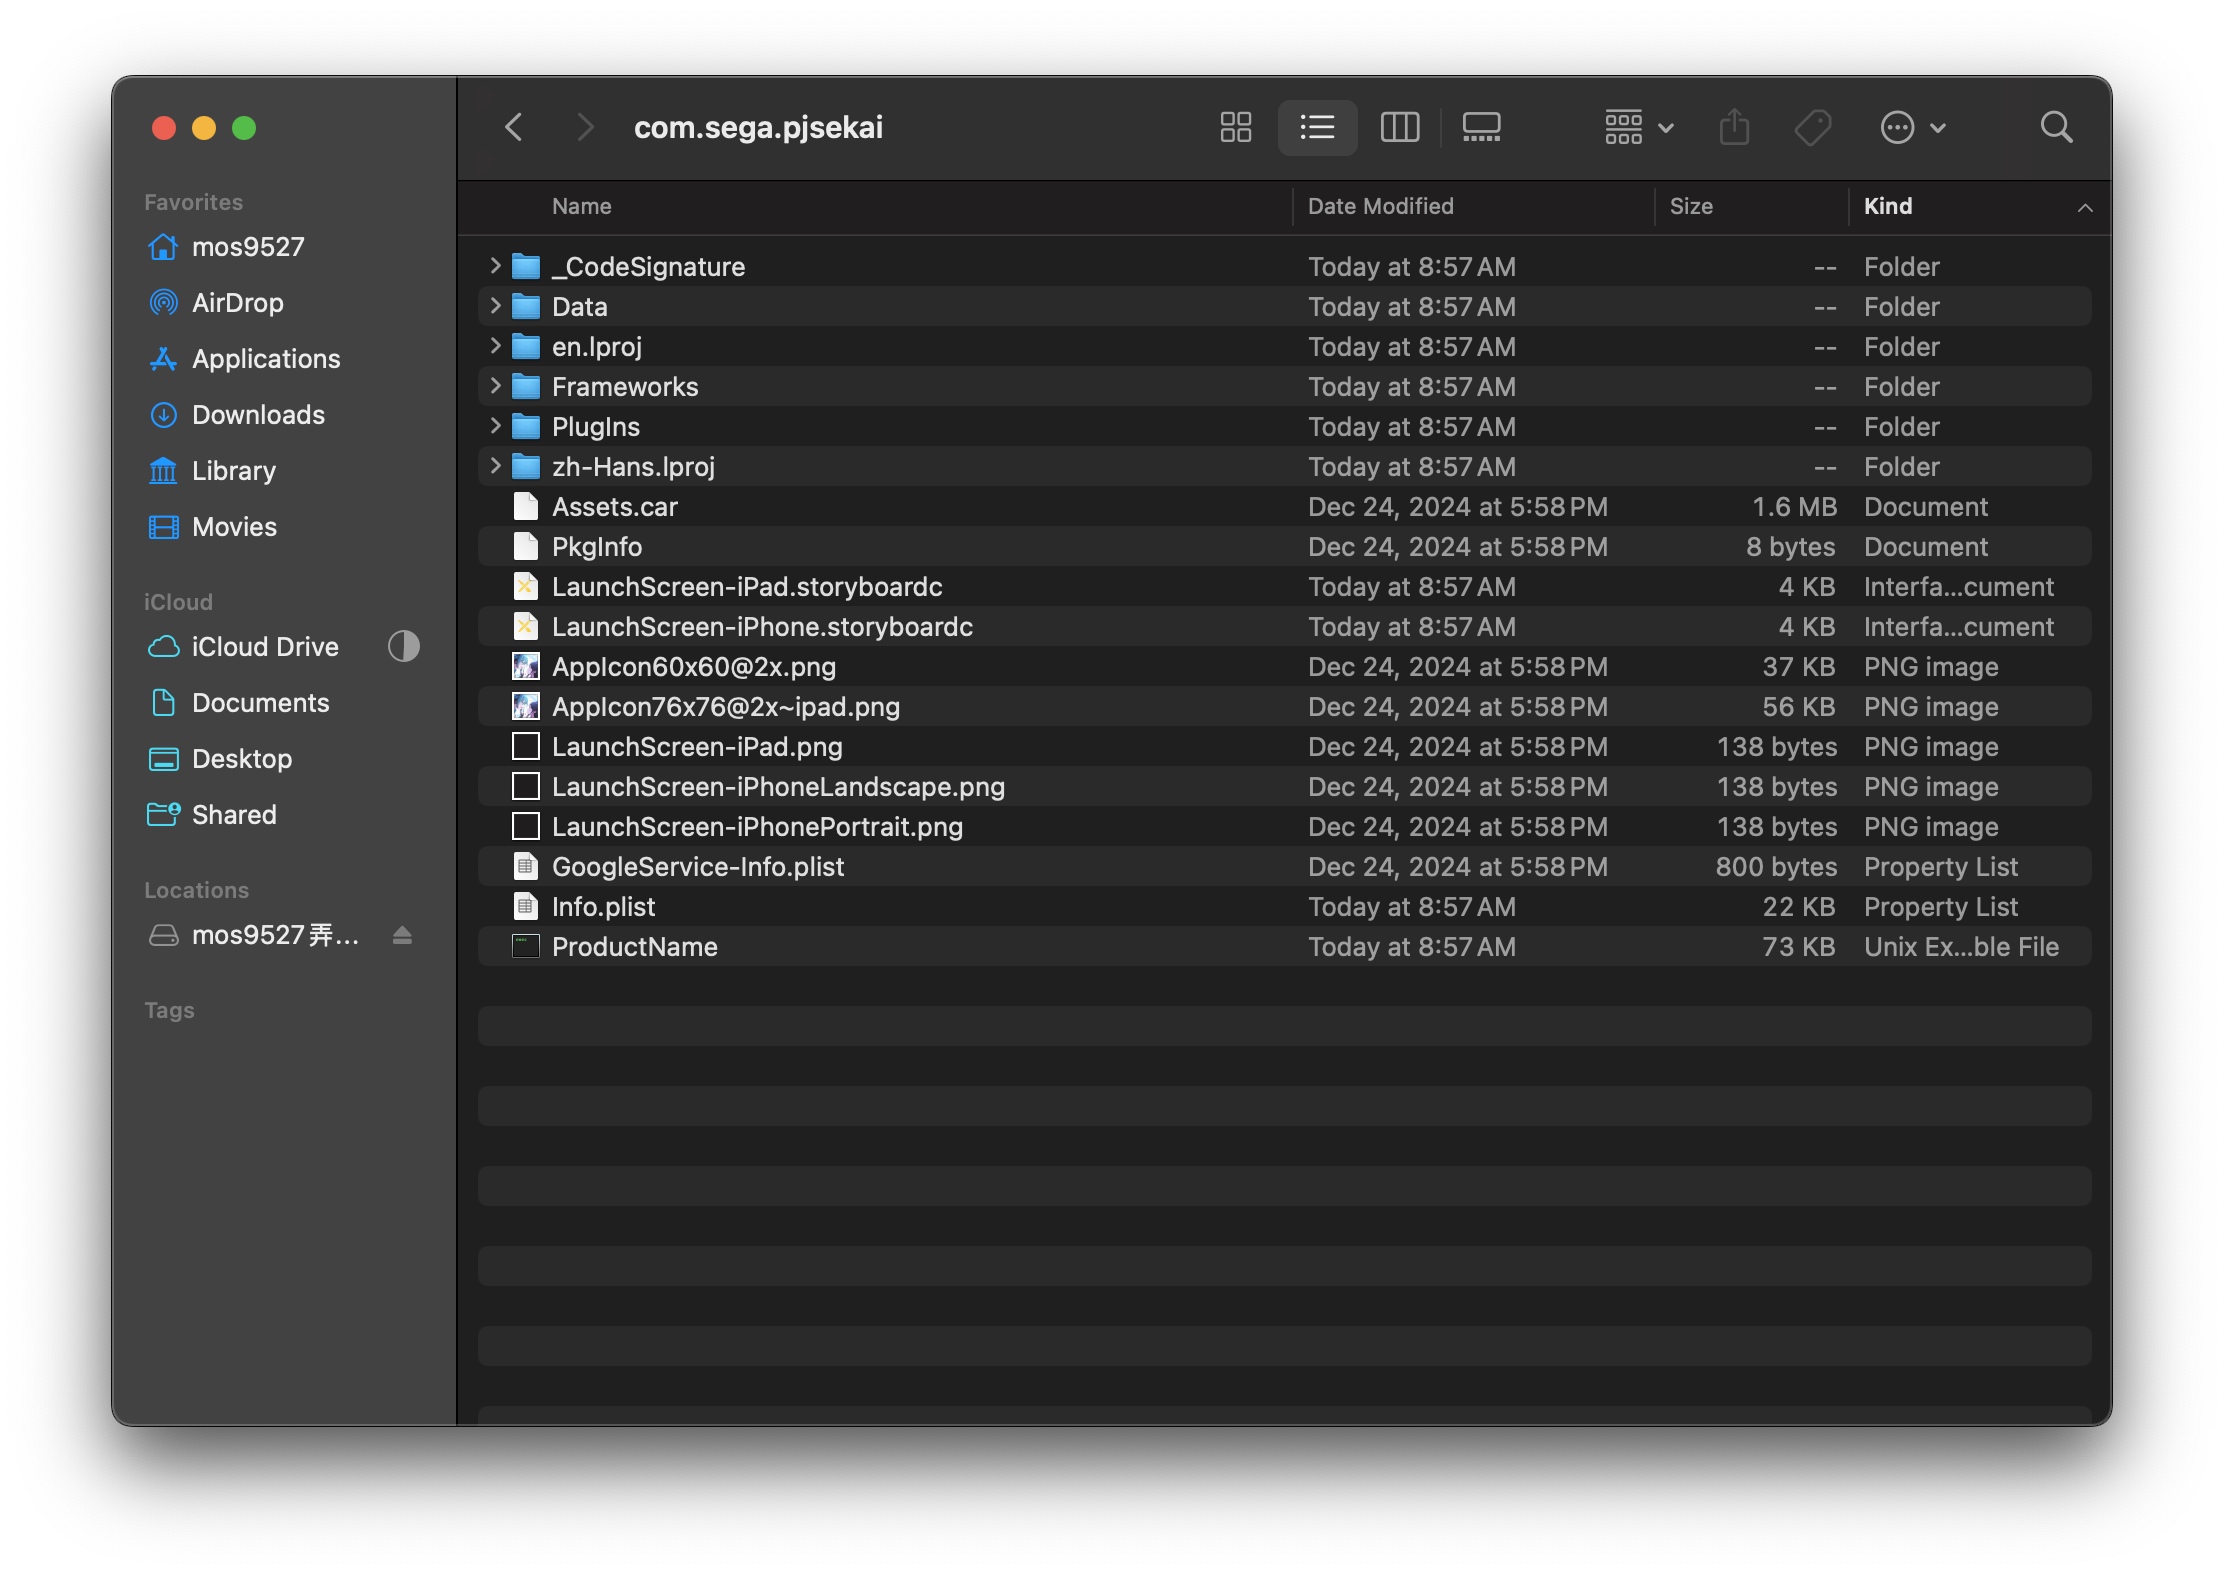 com.sega.pjsekai
Favorites
mos9527
AirDrop
Applications
Downloads
Library
Movies
iCloud
iCloud Drive
Documents
Desktop
Shared
Locations
mos9527弄…
Tags
Name Date Modified Size Kind
_CodeSignature Today at 8:57 AM -- Folder
Data Today at 8:57 AM -- Folder
en.lproj Today at 8:57 AM -- Folder
Frameworks Today at 8:57 AM -- Folder
PlugIns Today at 8:57 AM -- Folder
zh-Hans.lproj Today at 8:57 AM -- Folder
Assets.car Dec 24, 2024 at 5:58 PM 1.6 MB Document
PkgInfo Dec 24, 2024 at 5:58 PM 8 bytes Document
LaunchScreen-iPad.storyboardc Today at 8:57 AM 4 KB Interfa...cument
LaunchScreen-iPhone.storyboardc Today at 8:57 AM 4 KB Interfa...cument
AppIcon60x60@2x.png Dec 24, 2024 at 5:58 PM 37 KB PNG image
AppIcon76x76@2x~ipad.png Dec 24, 2024 at 5:58 PM 56 KB PNG image
LaunchScreen-iPad.png Dec 24, 2024 at 5:58 PM 138 bytes PNG image
LaunchScreen-iPhoneLandscape.png Dec 24, 2024 at 5:58 PM 138 bytes PNG image
LaunchScreen-iPhonePortrait.png Dec 24, 2024 at 5:58 PM 138 bytes PNG image
GoogleService-Info.plist Dec 24, 2024 at 5:58 PM 800 bytes Property List
Info.plist Today at 8:57 AM 22 KB Property List
ProductName Today at 8:57 AM 73 KB Unix Ex...ble File